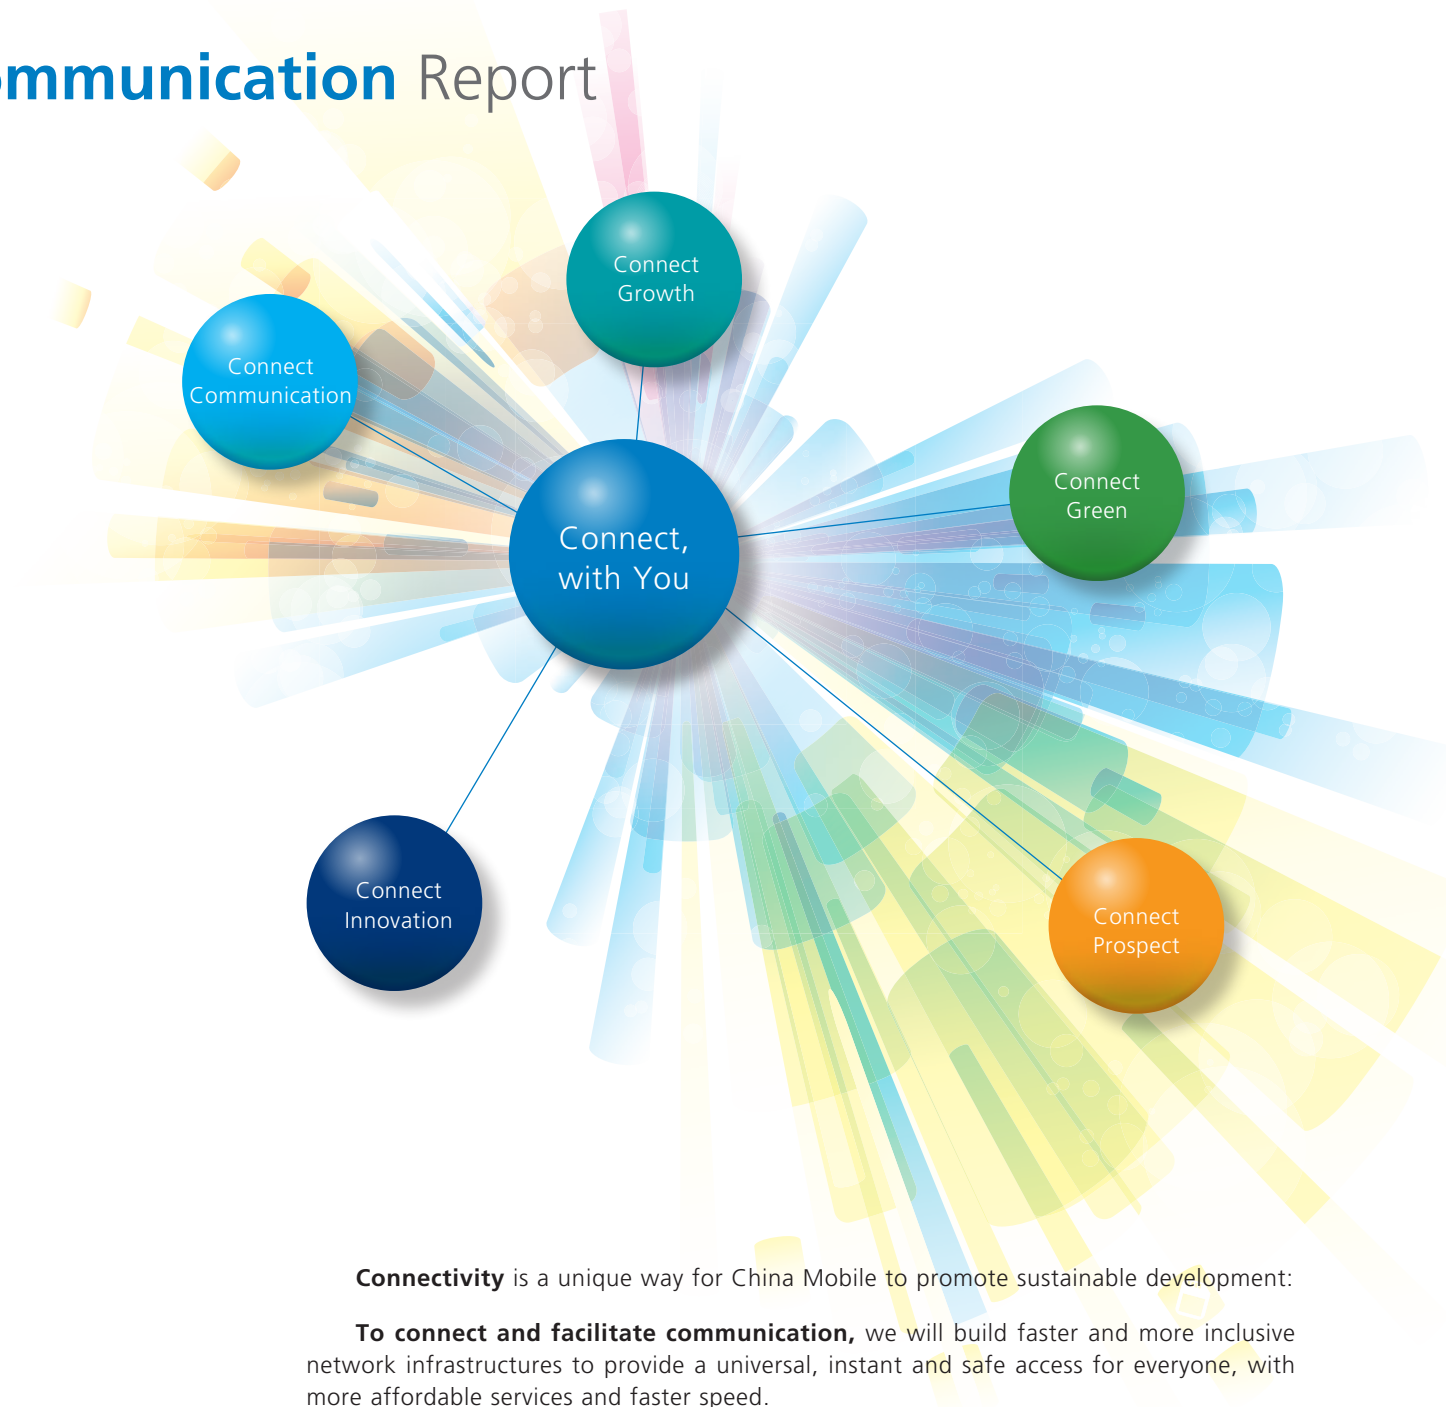 ommunication Report
Connect
Growth
Connect
Communication
Connect
Green
Connect,
with You
Connect
Innovation
Connect
Prospect
Connectivity is a unique way for China Mobile to promote sustainable development:
To connect and facilitate communication, we will build faster and more inclusive
network infrastructures to provide a universal, instant and safe access for everyone, with
more affordable services and faster speed.